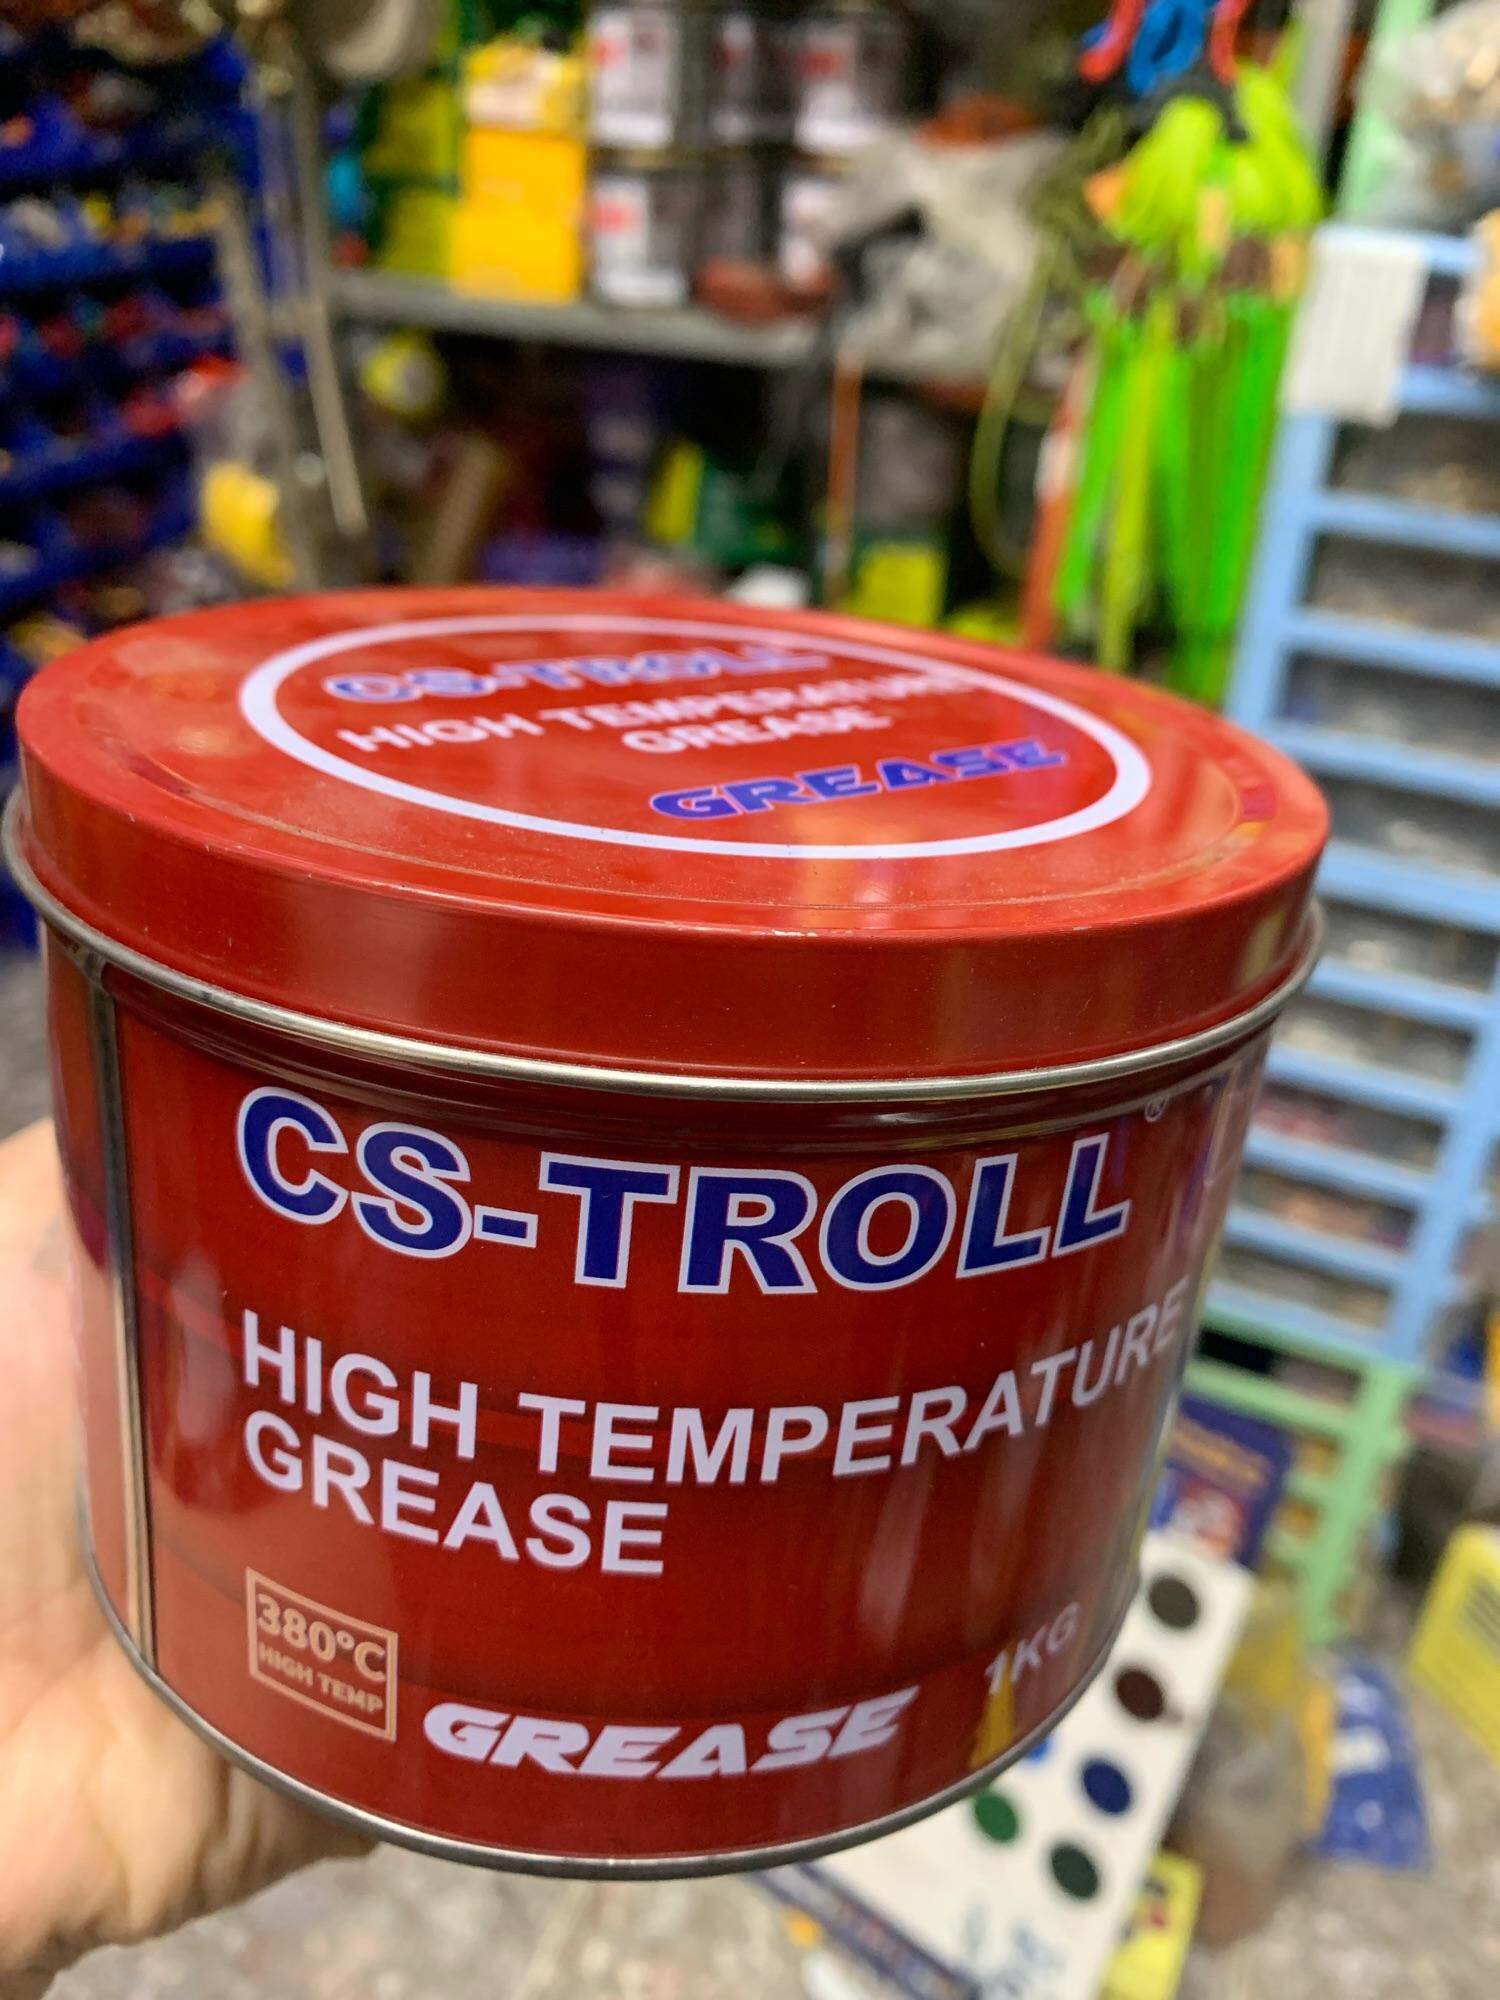 CS-TROLL
HIGH TEMPERATURE
GREASE
GREASE
CS-TROLL®
HIGH TEMPERATURE
GREASE
380°C
HIGH TEMP
GREASE
1KG